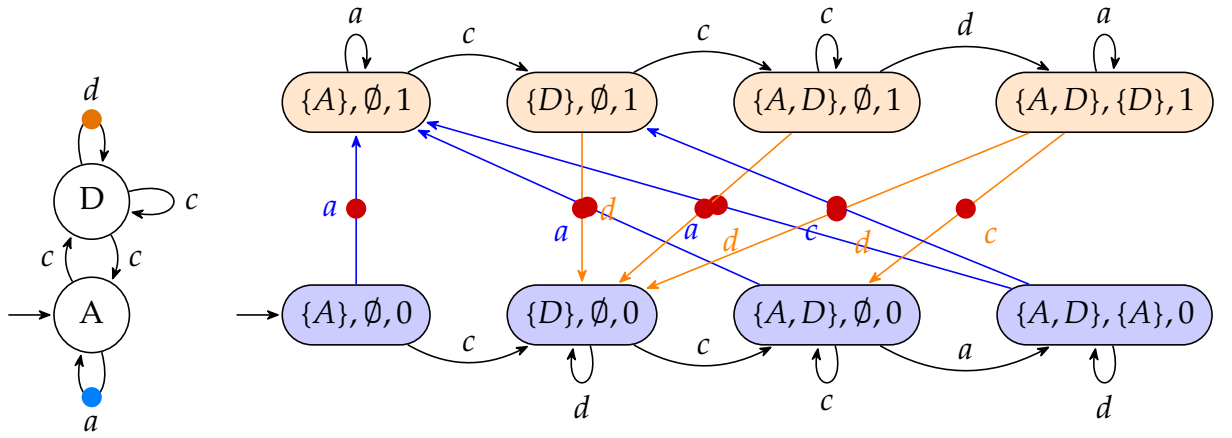 a
c
c
c
d
a
{A}, ∅, 1
{D}, ∅, 1
{A, D}, ∅, 1
{A, D}, {D}, 1
d
D
c
a
d
a
a
d
c
d
c
c
c
A
{A}, ∅, 0
{D}, ∅, 0
{A, D}, ∅, 0
{A, D}, {A}, 0
c
c
a
a
d
c
d